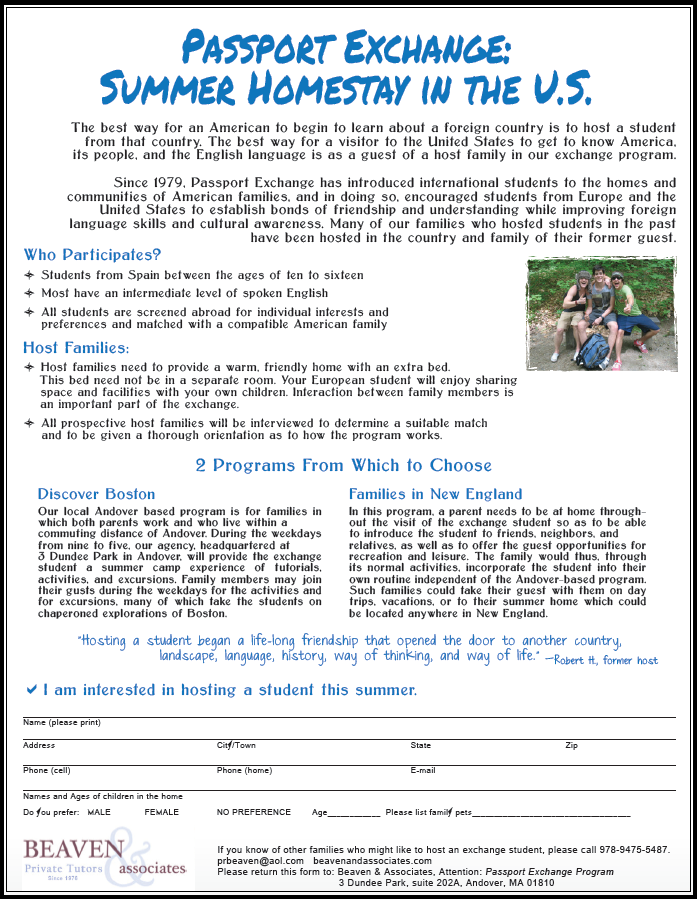 Passport Exchange:
Summer Homestay in the U.S.
The best way for an American to begin to learn about a foreign country is to host a student
from that country. The best way for a visitor to the United States to get to know America,
its people, and the English language is as a guest of a host family in our exchange program.
Since 1979, Passport Exchange has introduced international students to the homes and
communities of American families, and in doing so, encouraged students from Europe and the
United States to establish bonds of friendship and understanding while improving foreign
language skills and cultural awareness. Many of our families who hosted students in the past
have been hosted in the country and family of their former guest.
Who Participates?
Students from Spain between the ages of ten to sixteen
Most have an intermediate level of spoken English
All students are screened abroad for individual interests and
preferences and matched with a compatible American family
Host Families:
Host families need to provide a warm, friendly home with an extra bed.
This bed need not be in a separate room. Your European student will enjoy sharing
space and facilities with your own children. Interaction between family members is
an important part of the exchange.
All prospective host families will be interviewed to determine a suitable match
and to be given a thorough orientation as to how the program works.
2 Programs From Which to Choose
Discover Boston
Our local Andover based program is for families in
which both parents work and who live within a
commuting distance of Andover. During the weekdays
from nine to five, our agency, headquartered at
3 Dundee Park in Andover, will provide the exchange
student a summer camp experience of tutorials,
activities, and excursions. Family members may join
their gusts during the weekdays for the activities and
for excursions, many of which take the students on
chaperoned explorations of Boston.
Families in New England
In this program, a parent needs to be at home through-
out the visit of the exchange student so as to be able
to introduce the student to friends, neighbors, and
relatives, as well as to offer the guest opportunities for
recreation and leisure. The family would thus, through
its normal activities, incorporate the student into their
own routine independent of the Andover-based program.
Such families could take their guest with them on day
trips, vacations, or to their summer home which could
be located anywhere in New England.
"Hosting a student began a life-long friendship that opened the door to another country,
landscape, language, history, way of thinking, and way of life." —Robert H., former host
✓ I am interested in hosting a student this summer.
Name (please print)
Address City/Town State Zip
Phone (cell) Phone (home) E-mail
Names and Ages of children in the home
Do you prefer: MALE FEMALE NO PREFERENCE Age____________ Please list family pets____________________________________
BEAVEN & associates
Private Tutors
Since 1978
If you know of other families who might like to host an exchange student, please call 978-9475-5487.
prbeaven@aol.com beavenandassociates.com
Please return this form to: Beaven & Associates, Attention: Passport Exchange Program
3 Dundee Park, suite 202A, Andover, MA 01810